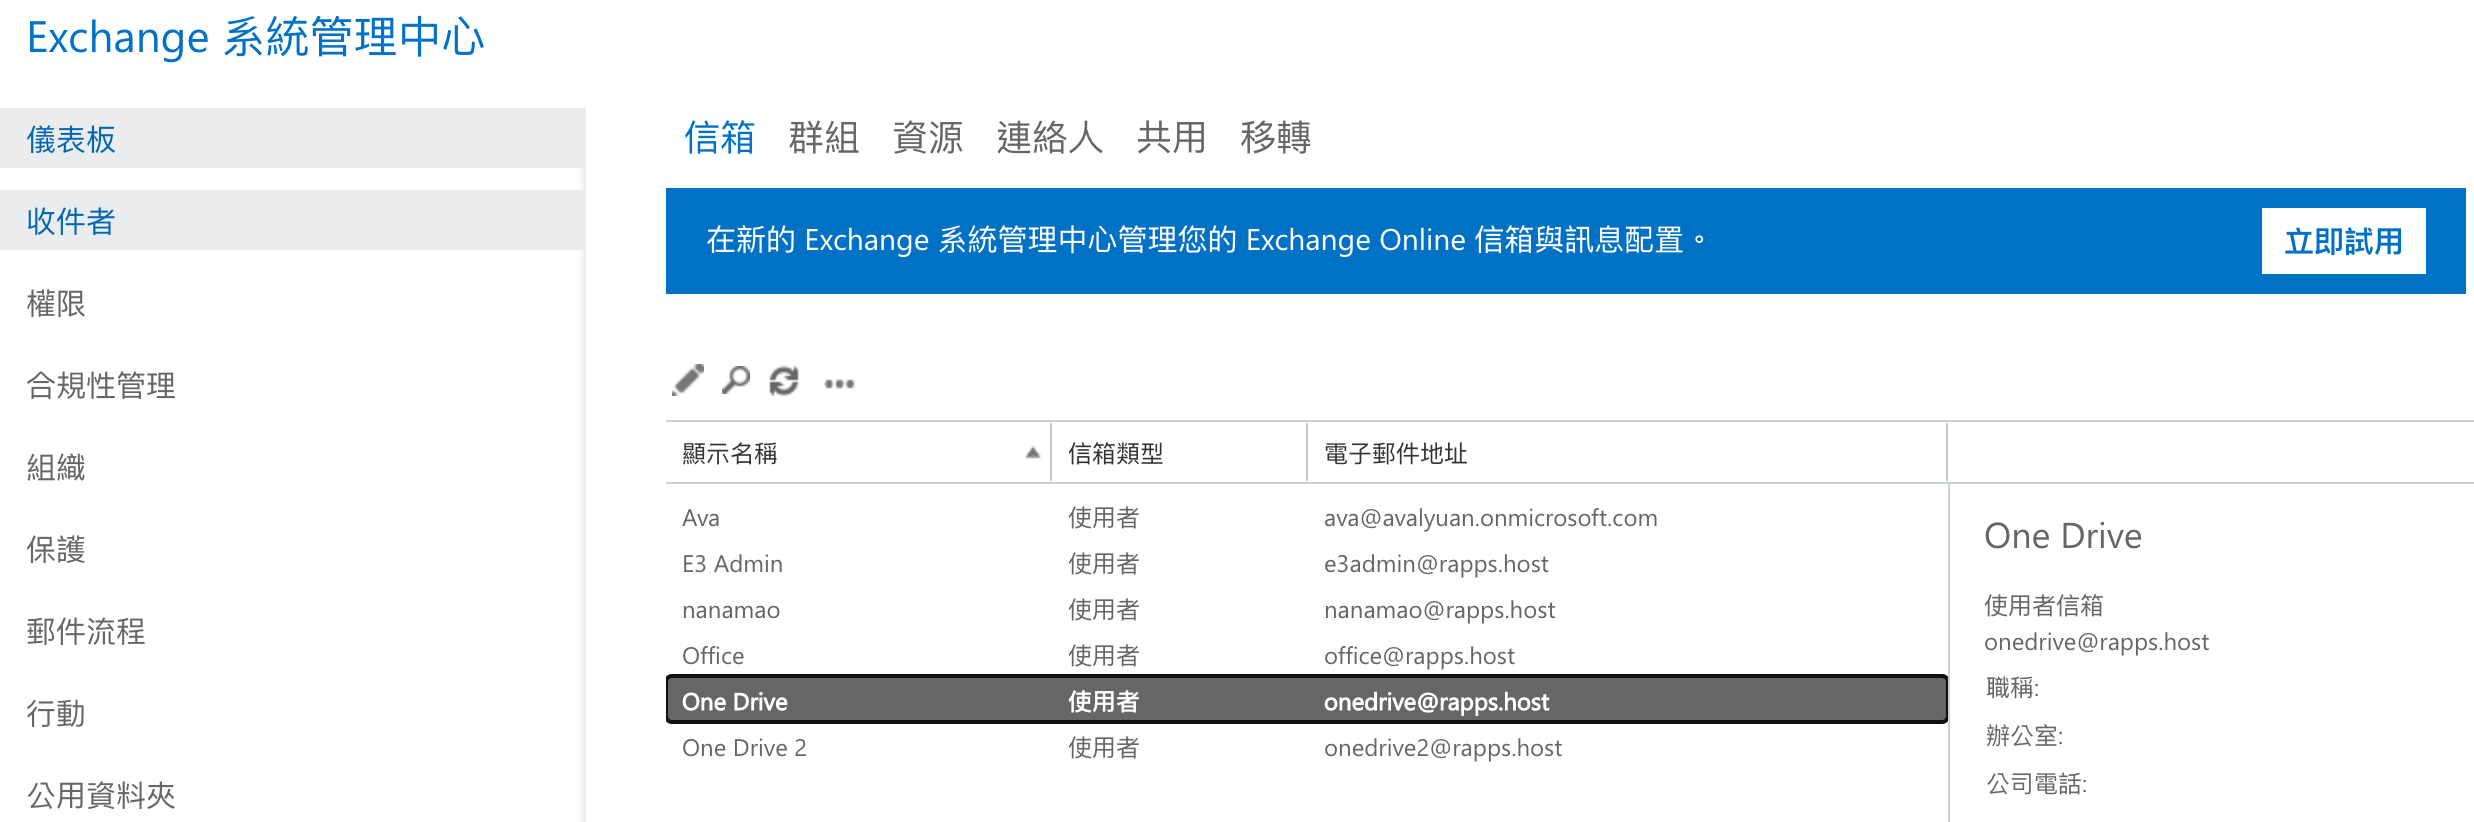 Exchange 系統管理中心
儀表板
收件者
權限
合規性管理
組織
保護
郵件流程
行動
公用資料夾
信箱 群組 資源 連絡人 共用 移轉
在新的 Exchange 系統管理中心管理您的 Exchange Online 信箱與訊息配置。 立即試用
顯示名稱 信箱類型 電子郵件地址
Ava 使用者 ava@avalyuan.onmicrosoft.com
E3 Admin 使用者 e3admin@rapps.host
nanamao 使用者 nanamao@rapps.host
Office 使用者 office@rapps.host
One Drive 使用者 onedrive@rapps.host
One Drive 2 使用者 onedrive2@rapps.host
One Drive
使用者信箱
onedrive@rapps.host
職稱:
辦公室:
公司電話: